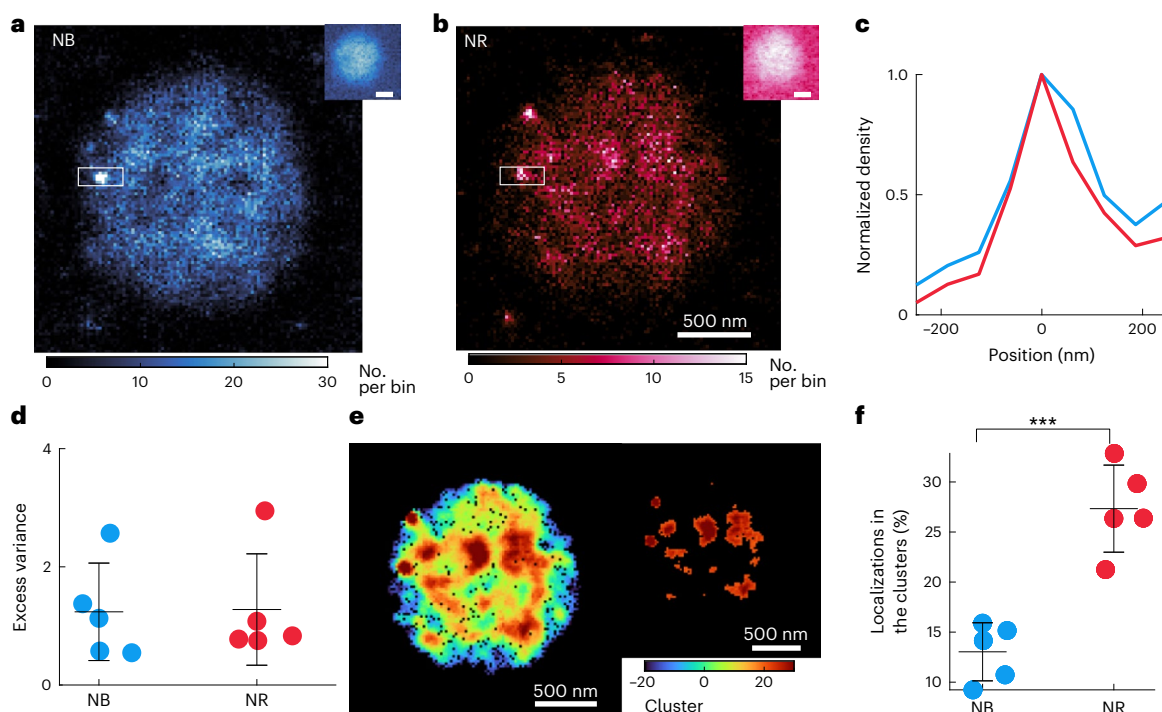 a
NB
b
NR
500 nm
0
10
20
30
No.
per bin
0
5
10
15
No.
per bin
c
Normalized density
1.0
0.5
0
–200
0
200
Position (nm)
d
Excess variance
4
2
0
NB
NR
e
500 nm
500 nm
–20
0
20
Cluster
f
***
Localizations in
the clusters (%)
30
25
20
15
10
NB
NR